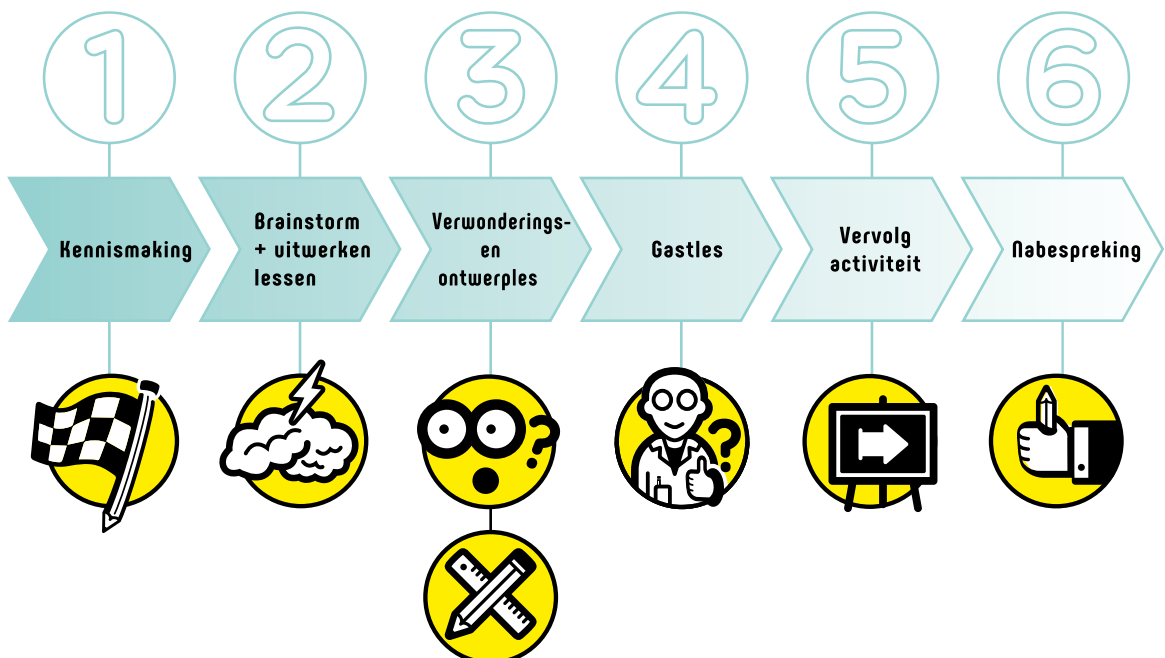 1
2
3
4
5
6
Kennismaking
Brainstorm
+ uitwerken
lessen
Verwonderings-
en
ontwerples
Gastles
Vervolg
activiteit
Nabespreking
?
?